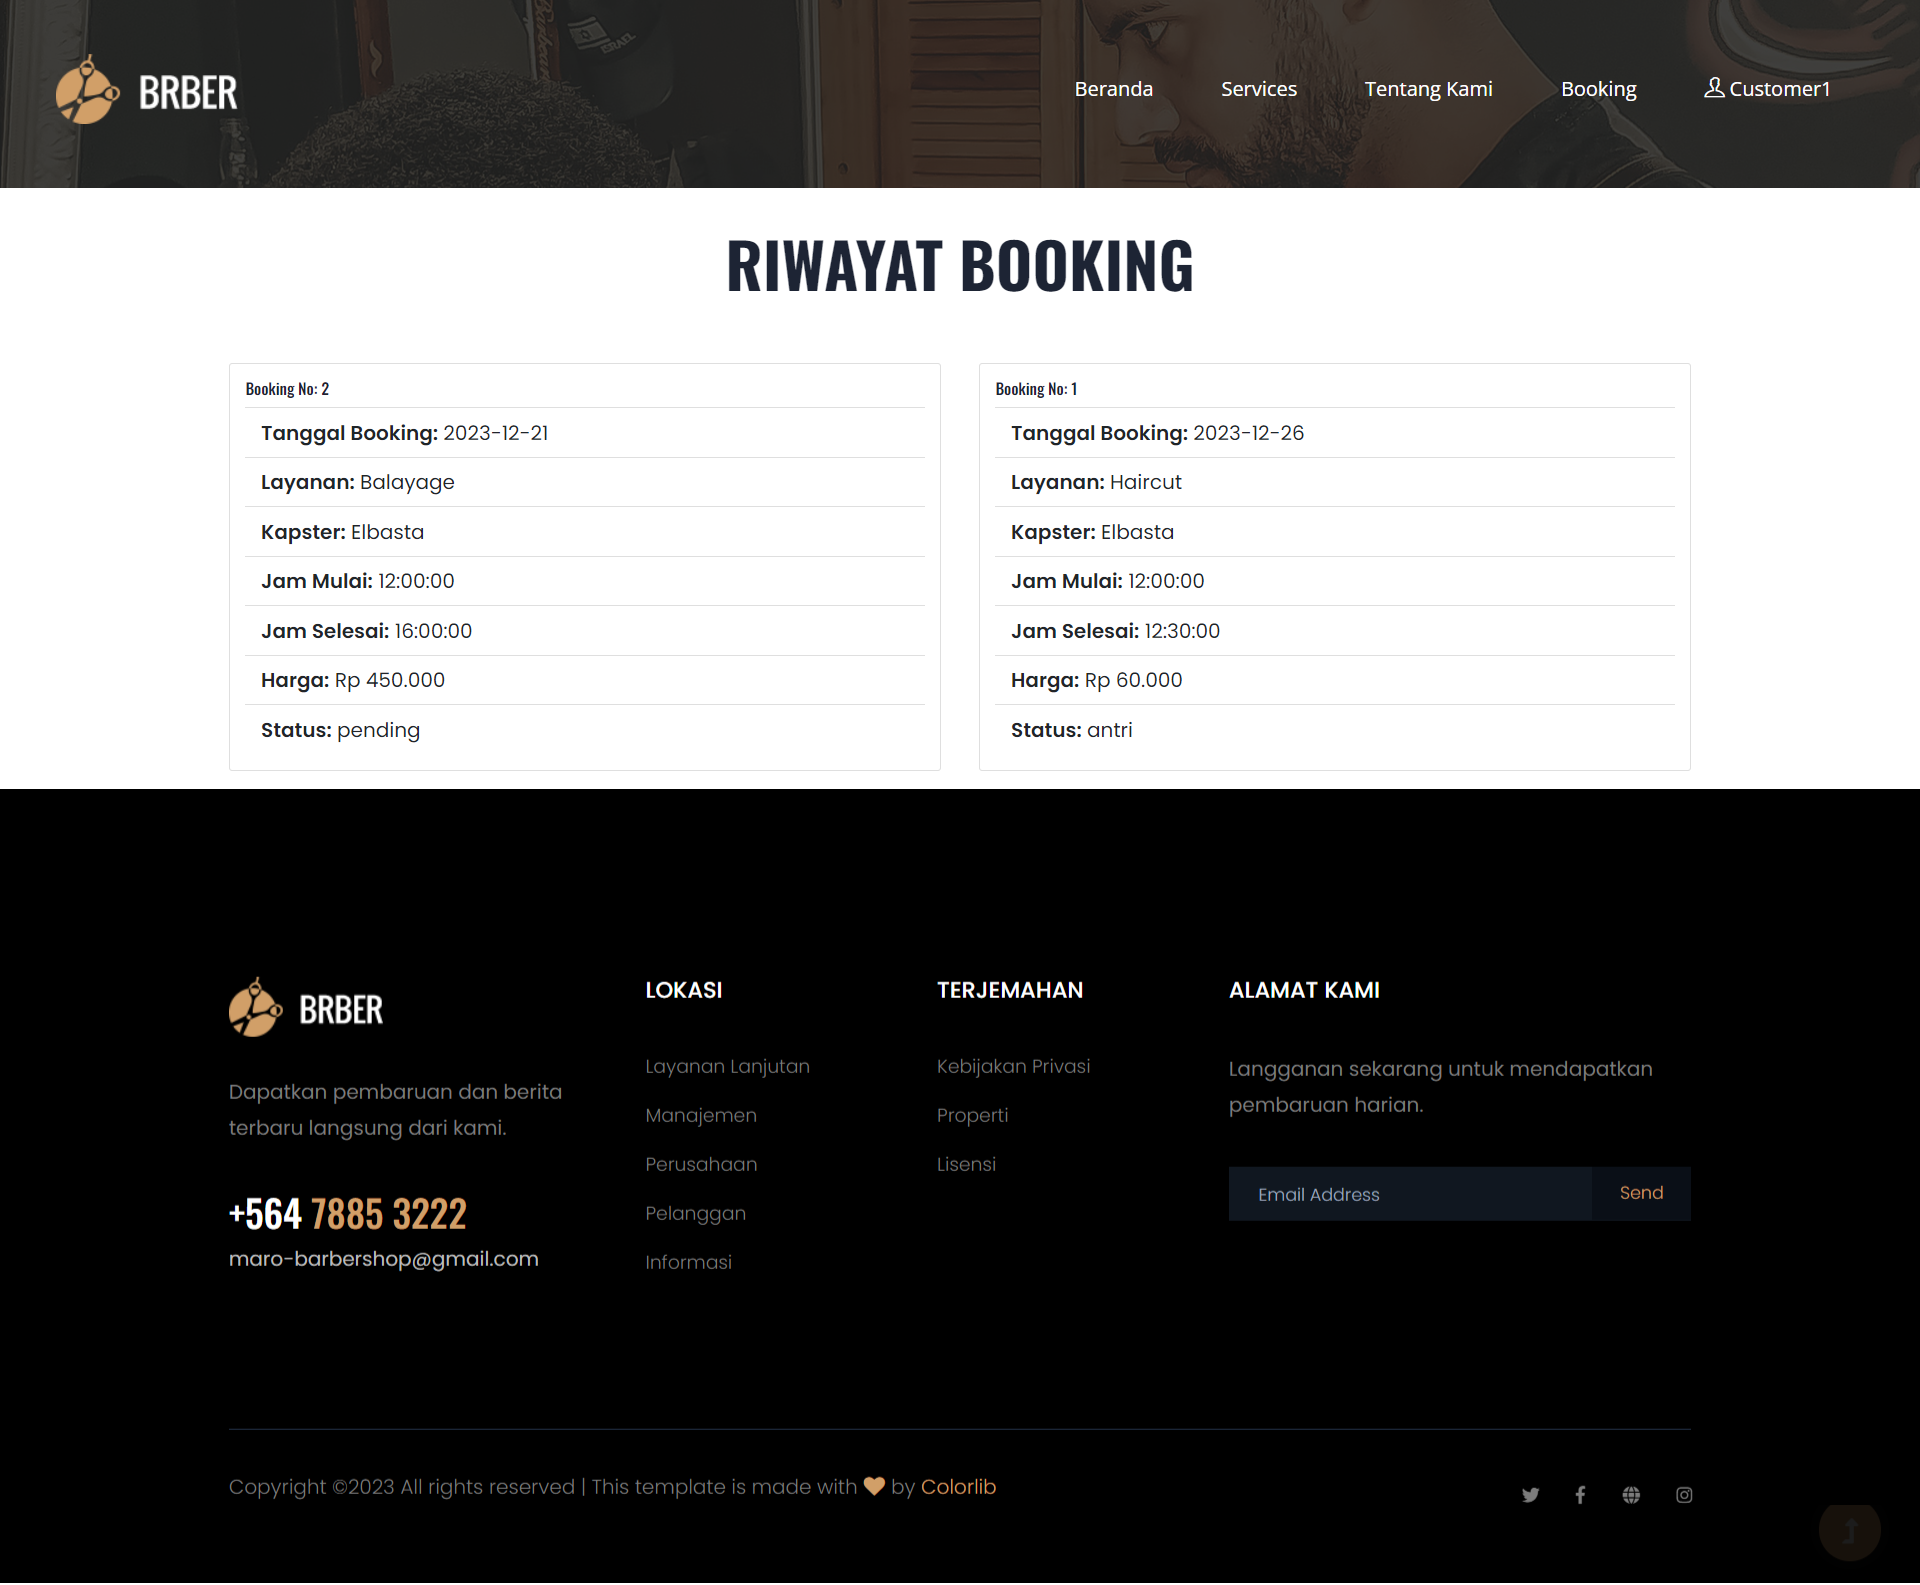 BRBER
Beranda
Services
Tentang Kami
Booking
Customer1
ISRAEL
RIWAYAT BOOKING
Booking No: 2
Tanggal Booking: 2023-12-21
Layanan: Balayage
Kapster: Elbasta
Jam Mulai: 12:00:00
Jam Selesai: 16:00:00
Harga: Rp 450.000
Status: pending
Booking No: 1
Tanggal Booking: 2023-12-26
Layanan: Haircut
Kapster: Elbasta
Jam Mulai: 12:00:00
Jam Selesai: 12:30:00
Harga: Rp 60.000
Status: antri
BRBER
Dapatkan pembaruan dan berita
terbaru langsung dari kami.
+564 7885 3222
maro-barbershop@gmail.com
LOKASI
Layanan Lanjutan
Manajemen
Perusahaan
Pelanggan
Informasi
TERJEMAHAN
Kebijakan Privasi
Properti
Lisensi
ALAMAT KAMI
Langganan sekarang untuk mendapatkan
pembaruan harian.
Email Address
Send
Copyright ©2023 All rights reserved | This template is made with by Colorlib